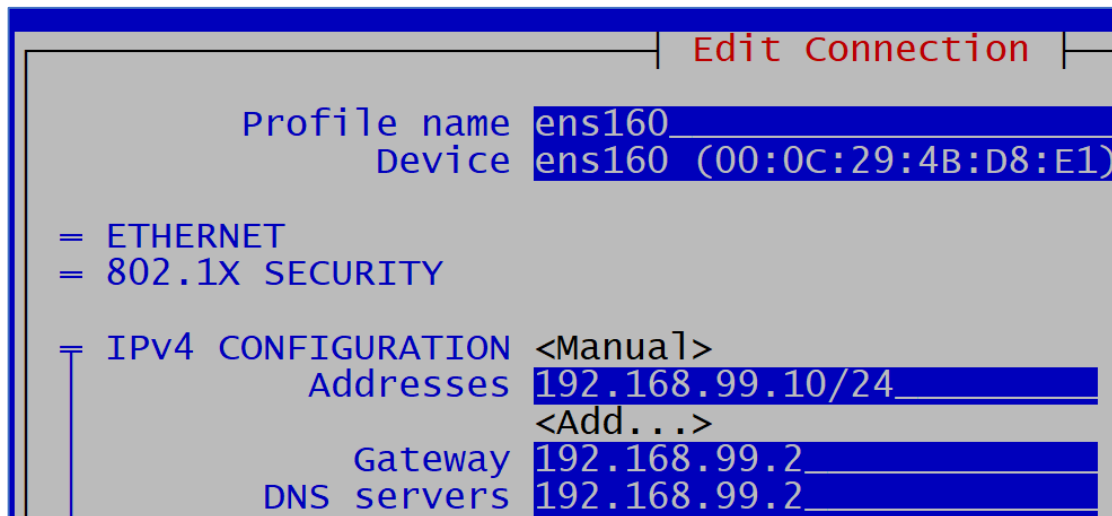 Edit Connection
Profile name ens160
Device ens160 (00:0C:29:4B:D8:E1)
= ETHERNET
= 802.1X SECURITY
= IPv4 CONFIGURATION <Manual>
Addresses 192.168.99.10/24
<Add...>
Gateway 192.168.99.2
DNS servers 192.168.99.2